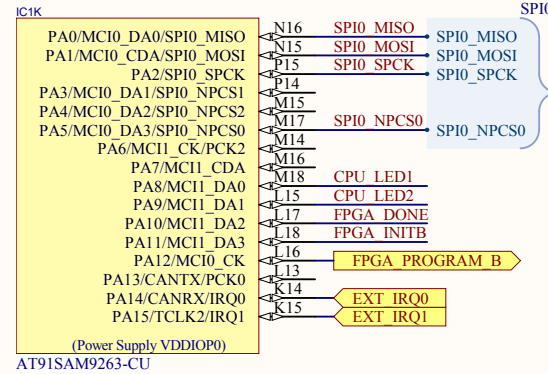 IC1K SPI0
PA0/MCI0_DA0/SPI0_MISO N16 SPI0_MISO SPI0_MISO
PA1/MCI0_CDA/SPI0_MOSI N15 SPI0_MOSI SPI0_MOSI
PA2/SPI0_SPCK P15 SPI0_SPCK SPI0_SPCK
PA3/MCI0_DA1/SPI0_NPCS1 P14
PA4/MCI0_DA2/SPI0_NPCS2 M15
PA5/MCI0_DA3/SPI0_NPCS0 M17 SPI0_NPCS0 SPI0_NPCS0
PA6/MCI1_CK/PCK2 M14
PA7/MCI1_CDA M16
PA8/MCI1_DA0 M18 CPU_LED1
PA9/MCI1_DA1 L15 CPU_LED2
PA10/MCI1_DA2 L17 FPGA_DONE
PA11/MCI1_DA3 L18 FPGA_INITB
PA12/MCI0_CK L16 FPGA_PROGRAM_B
PA13/CANTX/PCK0 L13
PA14/CANRX/IRQ0 K14 EXT_IRQ0
PA15/TCLK2/IRQ1 K15 EXT_IRQ1
(Power Supply VDDIOP0)
AT91SAM9263-CU